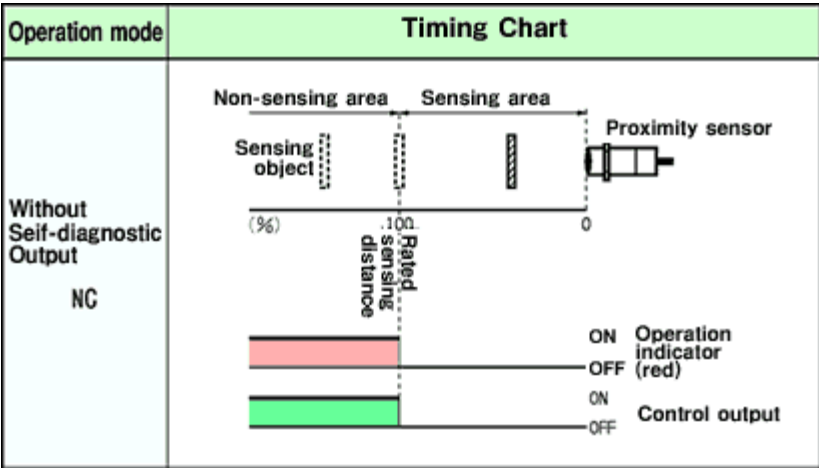 Operation mode
Timing Chart
Non-sensing area
Sensing area
Proximity sensor
Sensing
object
(%)
100
0
Rated
sensing
distance
Without
Seif-diagnostic
Output
NC
ON
OFF
Operation
indicator
(red)
ON
OFF
Control output